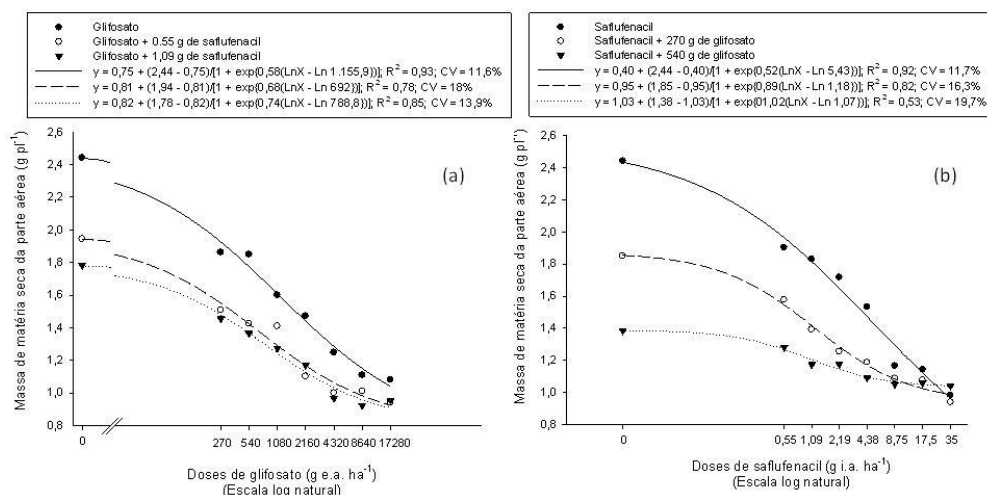 Glifosato
Glifosato + 0.55 g de saflufenacil
Glifosato + 1,09 g de saflufenacil
y = 0,75 + (2,44 - 0,75)/[1 + exp(0,58(LnX - Ln 1.155,9))]; R² = 0,93; CV = 11,6%
y = 0,81 + (1,94 - 0,81)/[1 + exp(0,68(LnX - Ln 692))]; R² = 0,78; CV = 18%
y = 0,82 + (1,78 - 0,82)/[1 + exp(0,74(LnX - Ln 788,8))]; R² = 0,85; CV = 13,9%
(a)
Massa de matéria seca da parte aérea (g pl⁻¹)
2,6
2,4
2,2
2,0
1,8
1,6
1,4
1,2
1,0
0,8
0 270 540 1080 2160 4320 8640 17280
Doses de glifosato (g e.a. ha⁻¹)
(Escala log natural)
Saflufenacil
Saflufenacil + 270 g de glifosato
Saflufenacil + 540 g de glifosato
y = 0,40 + (2,44 - 0,40)/[1 + exp(0,52(LnX - Ln 5,43))]; R² = 0,92; CV = 11,7%
y = 0,95 + (1,85 - 0,95)/[1 + exp(0,89(LnX - Ln 1,18))]; R² = 0,82; CV = 16,3%
y = 1,03 + (1,38 - 1,03)/[1 + exp(01,02(LnX - Ln 1,07))]; R² = 0,53; CV = 19,7%
(b)
Massa de matéria seca da parte aérea (g pl⁻¹)
2,6
2,4
2,2
2,0
1,8
1,6
1,4
1,2
1,0
0,8
0 0,55 1,09 2,19 4,38 8,75 17,5 35
Doses de saflufenacil (g i.a. ha⁻¹)
(Escala log natural)